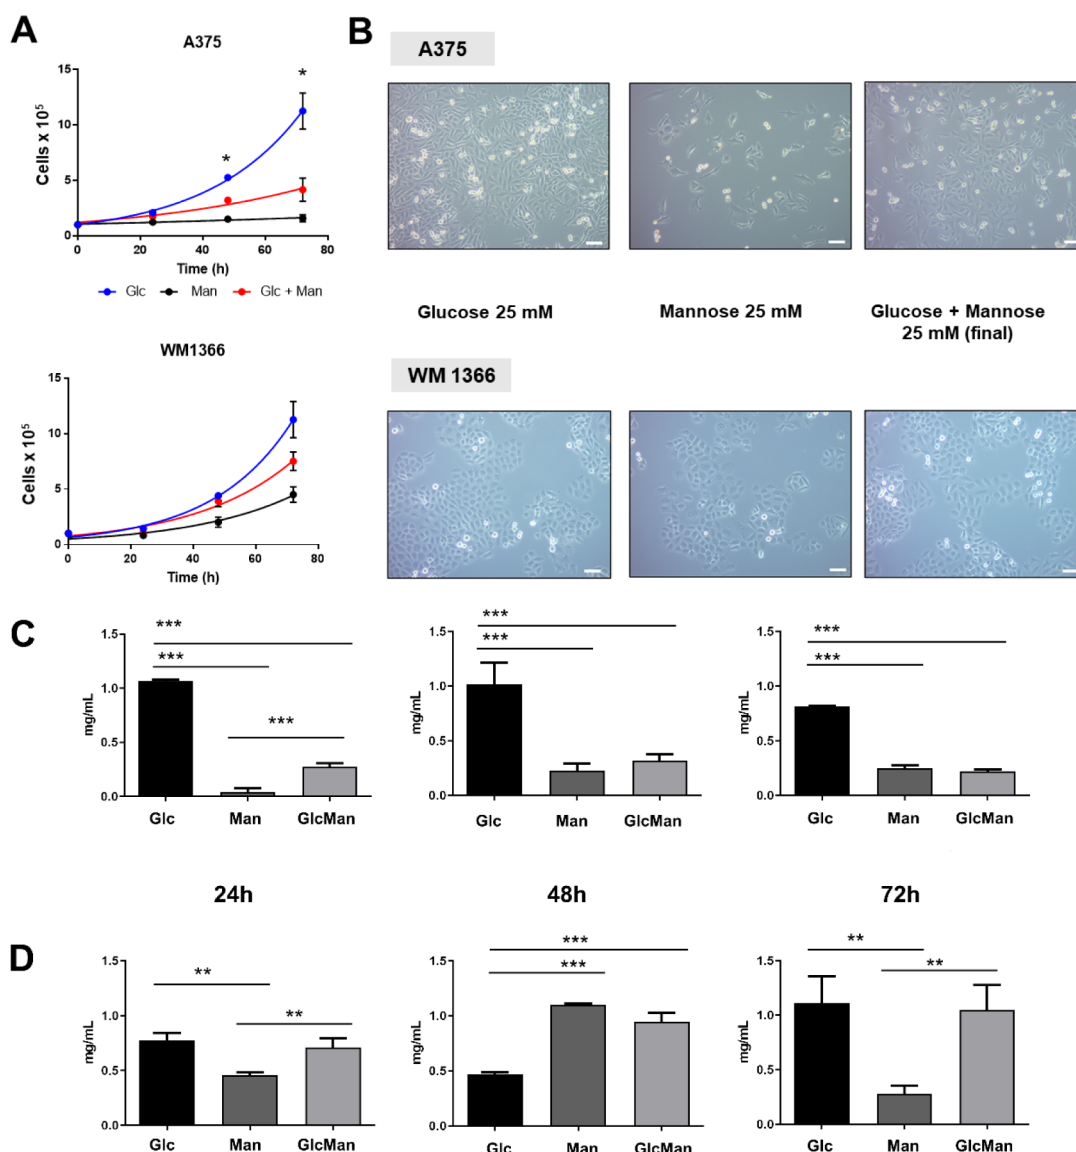 A
A375
15
10
5
0
Cells x 10⁵
0 20 40 60 80
Time (h)
Glc Man Glc + Man
*
*
WM1366
15
10
5
0
Cells x 10⁵
0 20 40 60 80
Time (h)
B
A375
Glucose 25 mM
Mannose 25 mM
Glucose + Mannose
25 mM (final)
WM 1366
C
***
***
***
1.5
1.0
0.5
0.0
mg/mL
Glc Man GlcMan
***
***
1.5
1.0
0.5
0.0
mg/mL
Glc Man GlcMan
***
***
1.5
1.0
0.5
0.0
mg/mL
Glc Man GlcMan
24h
48h
72h
D
**
**
1.5
1.0
0.5
0.0
mg/mL
Glc Man GlcMan
***
***
1.5
1.0
0.5
0.0
mg/mL
Glc Man GlcMan
**
**
1.5
1.0
0.5
0.0
mg/mL
Glc Man GlcMan